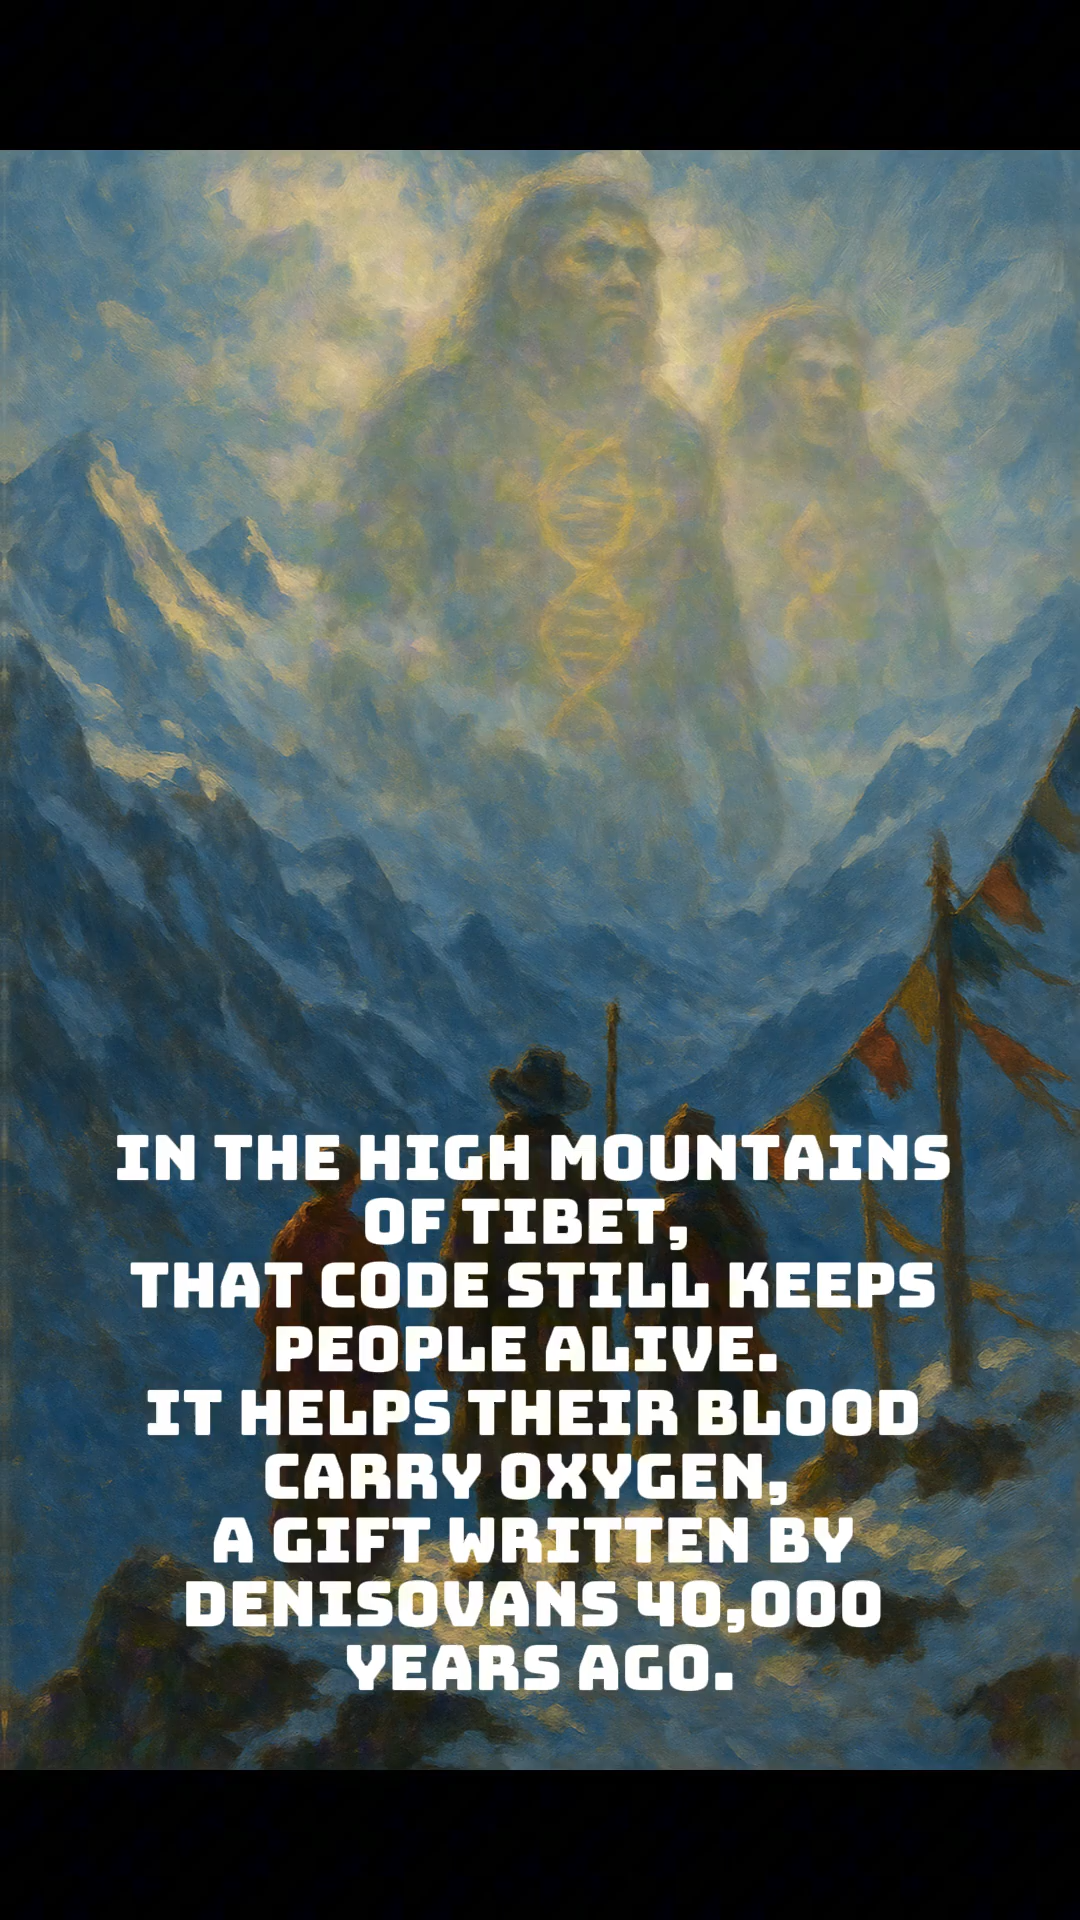 IN THE HIGH MOUNTAINS
OF TIBET,
THAT CODE STILL KEEPS
PEOPLE ALIVE.
IT HELPS THEIR BLOOD
CARRY OXYGEN,
A GIFT WRITTEN BY
DENISOVANS 40,000
YEARS AGO.